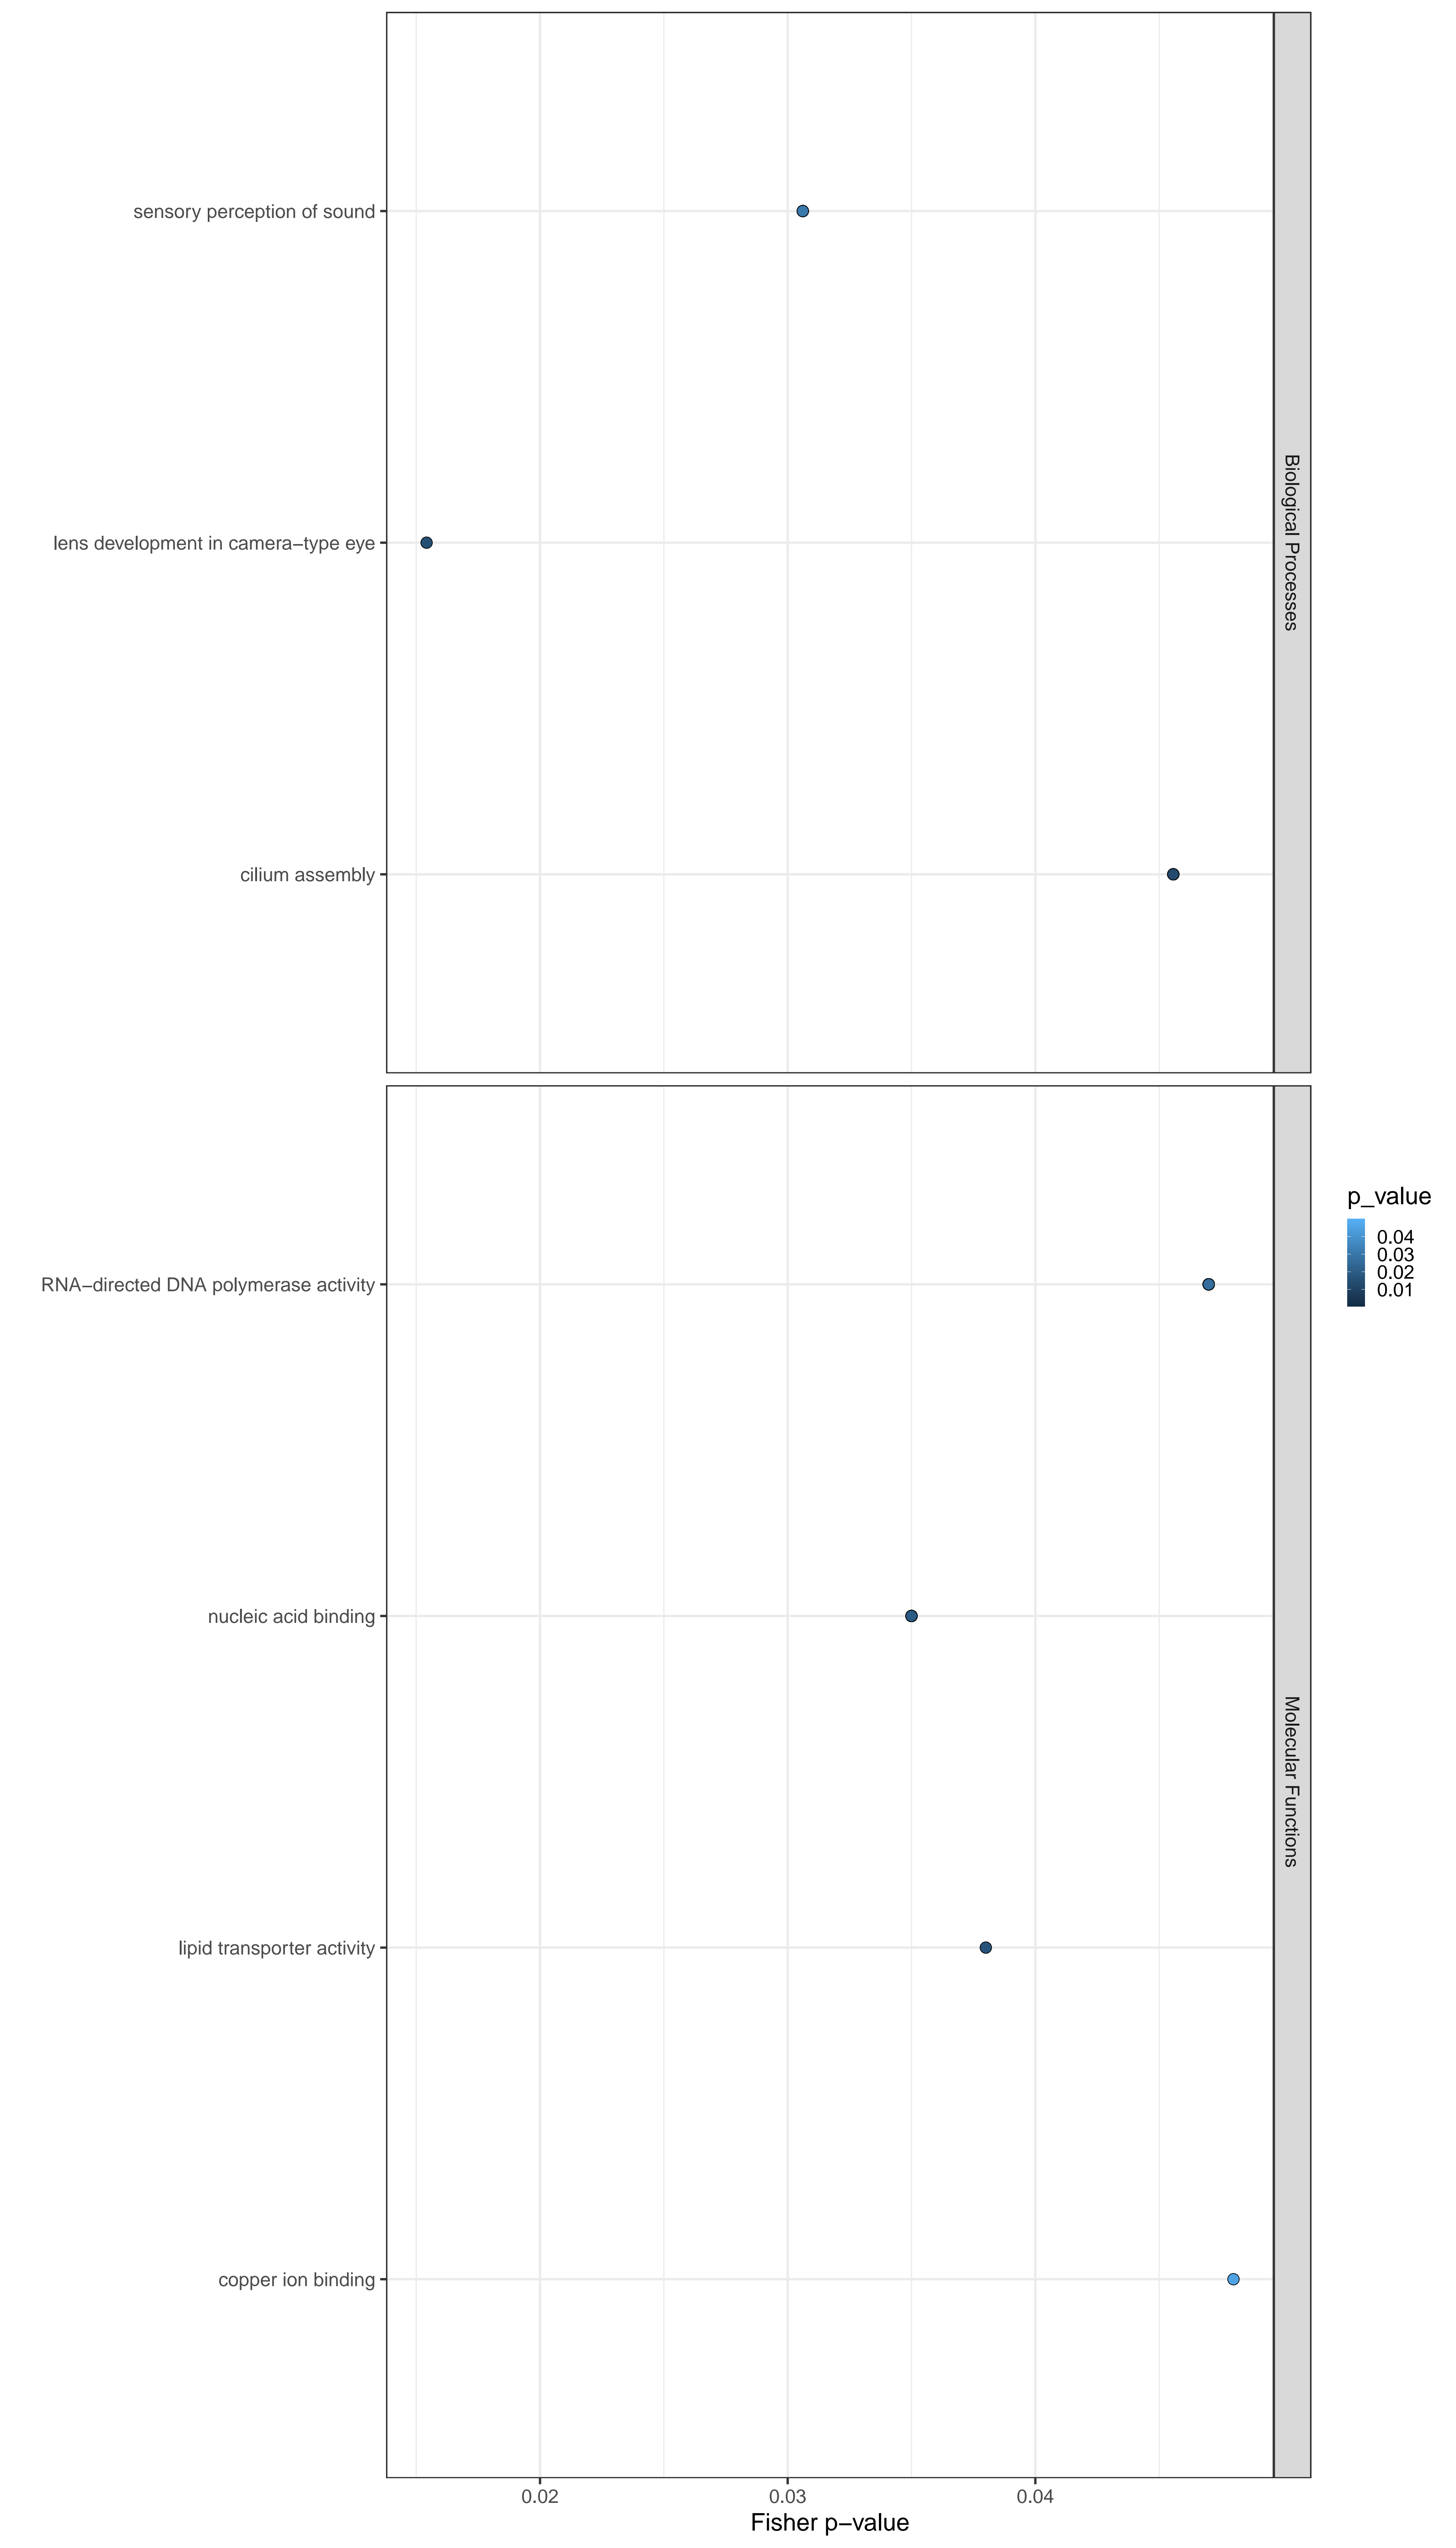 sensory perception of sound
lens development in camera−type eye
cilium assembly
Biological Processes
RNA−directed DNA polymerase activity
nucleic acid binding
lipid transporter activity
copper ion binding
Molecular Functions
0.02 0.03 0.04
Fisher p−value
p_value
0.04
0.03
0.02
0.01